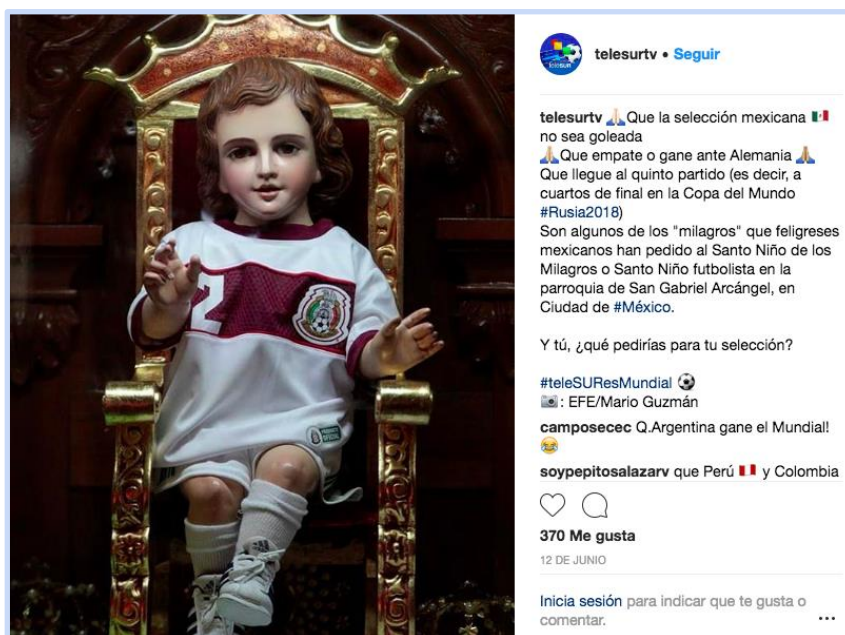 telesurtv • Seguir
telesurtv 🙏Que la selección mexicana 🇲🇽
no sea goleada
🙏Que empate o gane ante Alemania 🙏
Que llegue al quinto partido (es decir, a
cuartos de final en la Copa del Mundo
#Rusia2018)
Son algunos de los "milagros" que feligreses
mexicanos han pedido al Santo Niño de los
Milagros o Santo Niño futbolista en la
parroquia de San Gabriel Arcángel, en
Ciudad de #México.
Y tú, ¿qué pedirías para tu selección?
#teleSUResMundial ⚽
📷: EFE/Mario Guzmán
camposecec Q.Argentina gane el Mundial!
😂
soypepitosalazarv que Perú 🇵🇪 y Colombia
370 Me gusta
12 DE JUNIO
Inicia sesión para indicar que te gusta o
comentar.
...
2